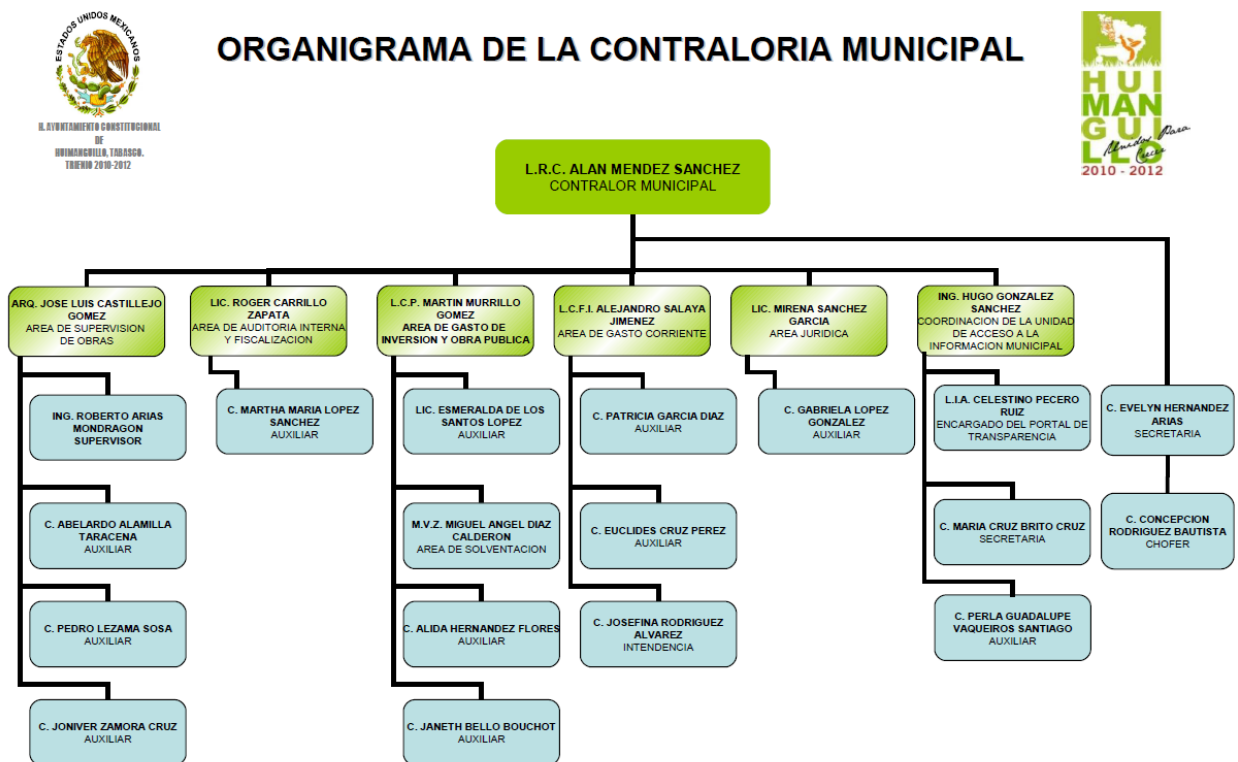 ESTADOS UNIDOS MEXICANOS
H. AYUNTAMIENTO CONSTITUCIONAL
DE
HUIMANGUILLO, TABASCO.
TRIENIO 2010-2012
ORGANIGRAMA DE LA CONTRALORIA MUNICIPAL
HUI
MAN
GUI
LLO
Unidos Para
Crecer
2010 - 2012
L.R.C. ALAN MENDEZ SANCHEZ
CONTRALOR MUNICIPAL
ARQ. JOSE LUIS CASTILLEJO
GOMEZ
AREA DE SUPERVISION
DE OBRAS
LIC. ROGER CARRILLO
ZAPATA
AREA DE AUDITORIA INTERNA
Y FISCALIZACION
L.C.P. MARTIN MURRILLO
GOMEZ
AREA DE GASTO DE
INVERSION Y OBRA PUBLICA
L.C.F.I. ALEJANDRO SALAYA
JIMENEZ
AREA DE GASTO CORRIENTE
LIC. MIRENA SANCHEZ
GARCIA
AREA JURIDICA
ING. HUGO GONZALEZ
SANCHEZ
COORDINACION DE LA UNIDAD
DE ACCESO A LA
INFORMACION MUNICIPAL
ING. ROBERTO ARIAS
MONDRAGON
SUPERVISOR
C. MARTHA MARIA LOPEZ
SANCHEZ
AUXILIAR
LIC. ESMERALDA DE LOS
SANTOS LOPEZ
AUXILIAR
C. PATRICIA GARCIA DIAZ
AUXILIAR
C. GABRIELA LOPEZ
GONZALEZ
AUXILIAR
L.I.A. CELESTINO PECERO
RUIZ
ENCARGADO DEL PORTAL DE
TRANSPARENCIA
C. EVELYN HERNANDEZ
ARIAS
SECRETARIA
C. ABELARDO ALAMILLA
TARACENA
AUXILIAR
M.V.Z. MIGUEL ANGEL DIAZ
CALDERON
AREA DE SOLVENTACION
C. EUCLIDES CRUZ PEREZ
AUXILIAR
C. MARIA CRUZ BRITO CRUZ
SECRETARIA
C. CONCEPCION
RODRIGUEZ BAUTISTA
CHOFER
C. PEDRO LEZAMA SOSA
AUXILIAR
C. ALIDA HERNANDEZ FLORES
AUXILIAR
C. JOSEFINA RODRIGUEZ
ALVAREZ
INTENDENCIA
C. PERLA GUADALUPE
VAQUEIROS SANTIAGO
AUXILIAR
C. JONIVER ZAMORA CRUZ
AUXILIAR
C. JANETH BELLO BOUCHOT
AUXILIAR